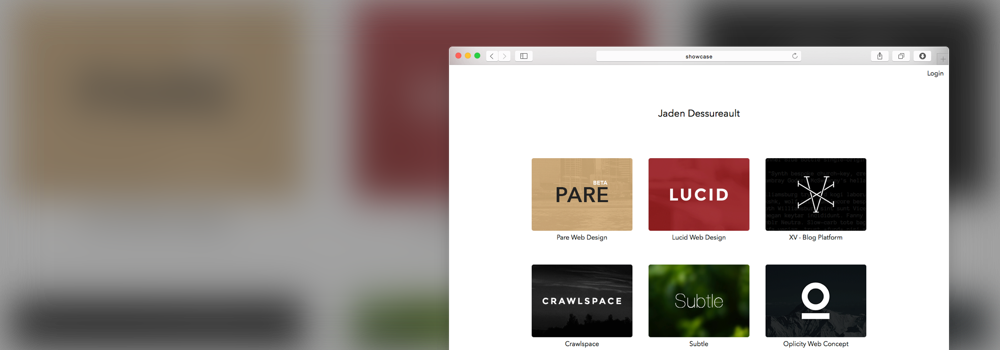 showcase
Login
Jaden Dessureault
BETA
PARE
LUCID
Pare Web Design
Lucid Web Design
XV - Blog Platform
CRAWLSPACE
Subtle
Crawlspace
Subtle
Oplicity Web Concept